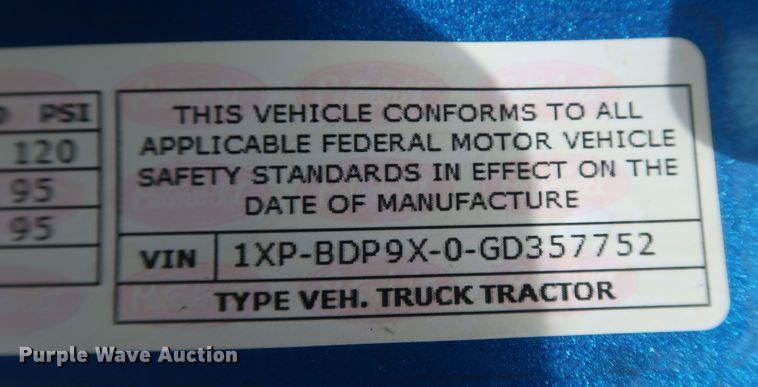 PSI
120
95
95
THIS VEHICLE CONFORMS TO ALL
APPLICABLE FEDERAL MOTOR VEHICLE
SAFETY STANDARDS IN EFFECT ON THE
DATE OF MANUFACTURE
VIN 1XP-BDP9X-0-GD357752
TYPE VEH. TRUCK TRACTOR
Purple Wave Auction